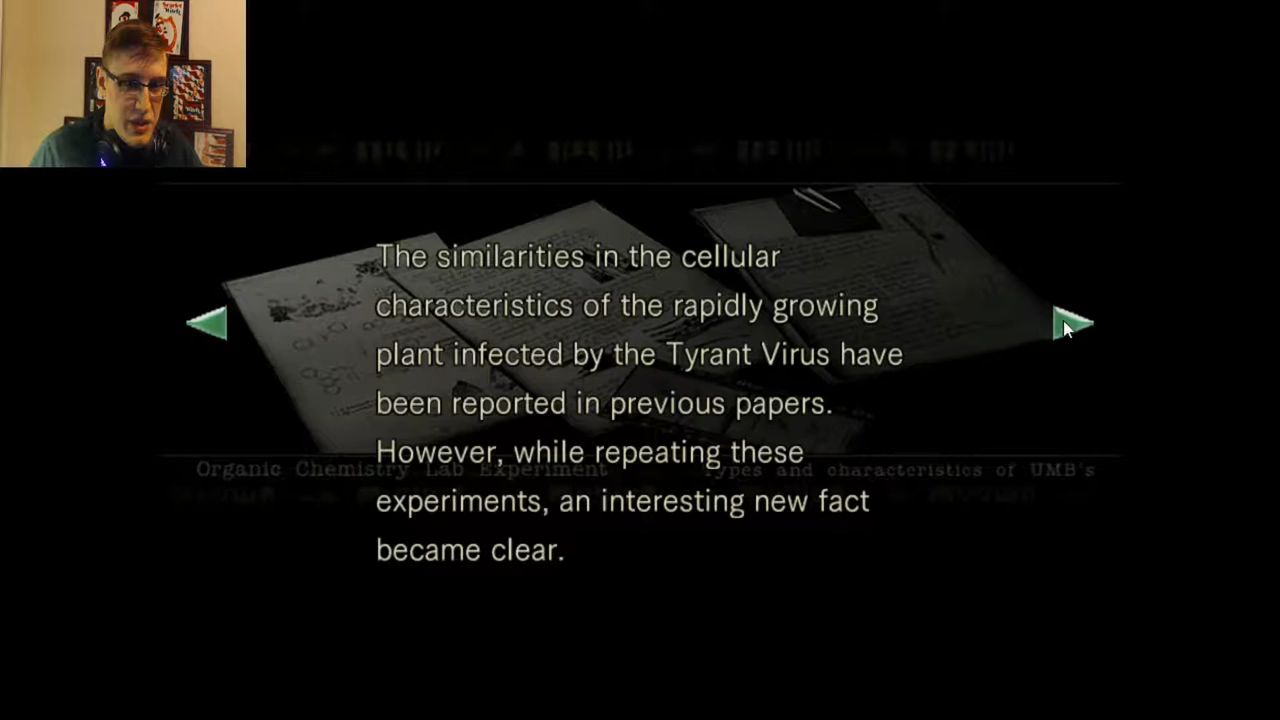 The similarities in the cellular
characteristics of the rapidly growing
plant infected by the Tyrant Virus have
been reported in previous papers.
However, while repeating these
experiments, an interesting new fact
became clear.
Organic Chemistry Lab Experiment Types and characteristics of UMB's